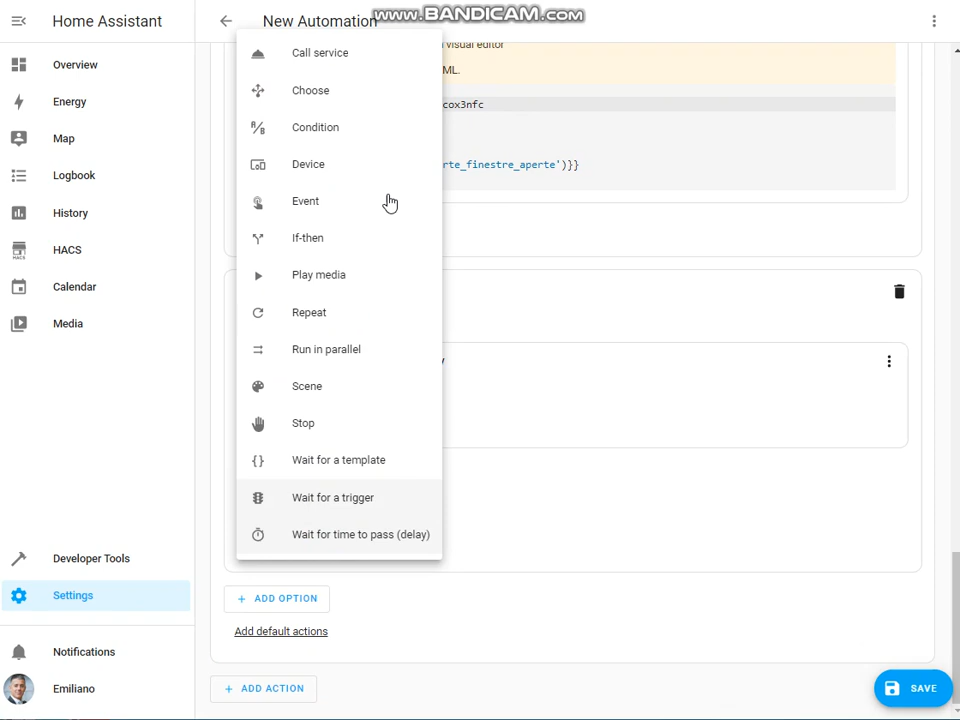 www.BANDICAM.com
Home Assistant
New Automation
Overview
Energy
Map
Logbook
History
HACS
HACS
Calendar
Media
Developer Tools
Settings
Notifications
Emiliano
visual editor
ML.
cox3nfc
rte_finestre_aperte')}}
Call service
Choose
Condition
Device
Event
If-then
Play media
Repeat
Run in parallel
Scene
Stop
Wait for a template
Wait for a trigger
Wait for time to pass (delay)
+ ADD OPTION
Add default actions
+ ADD ACTION
SAVE